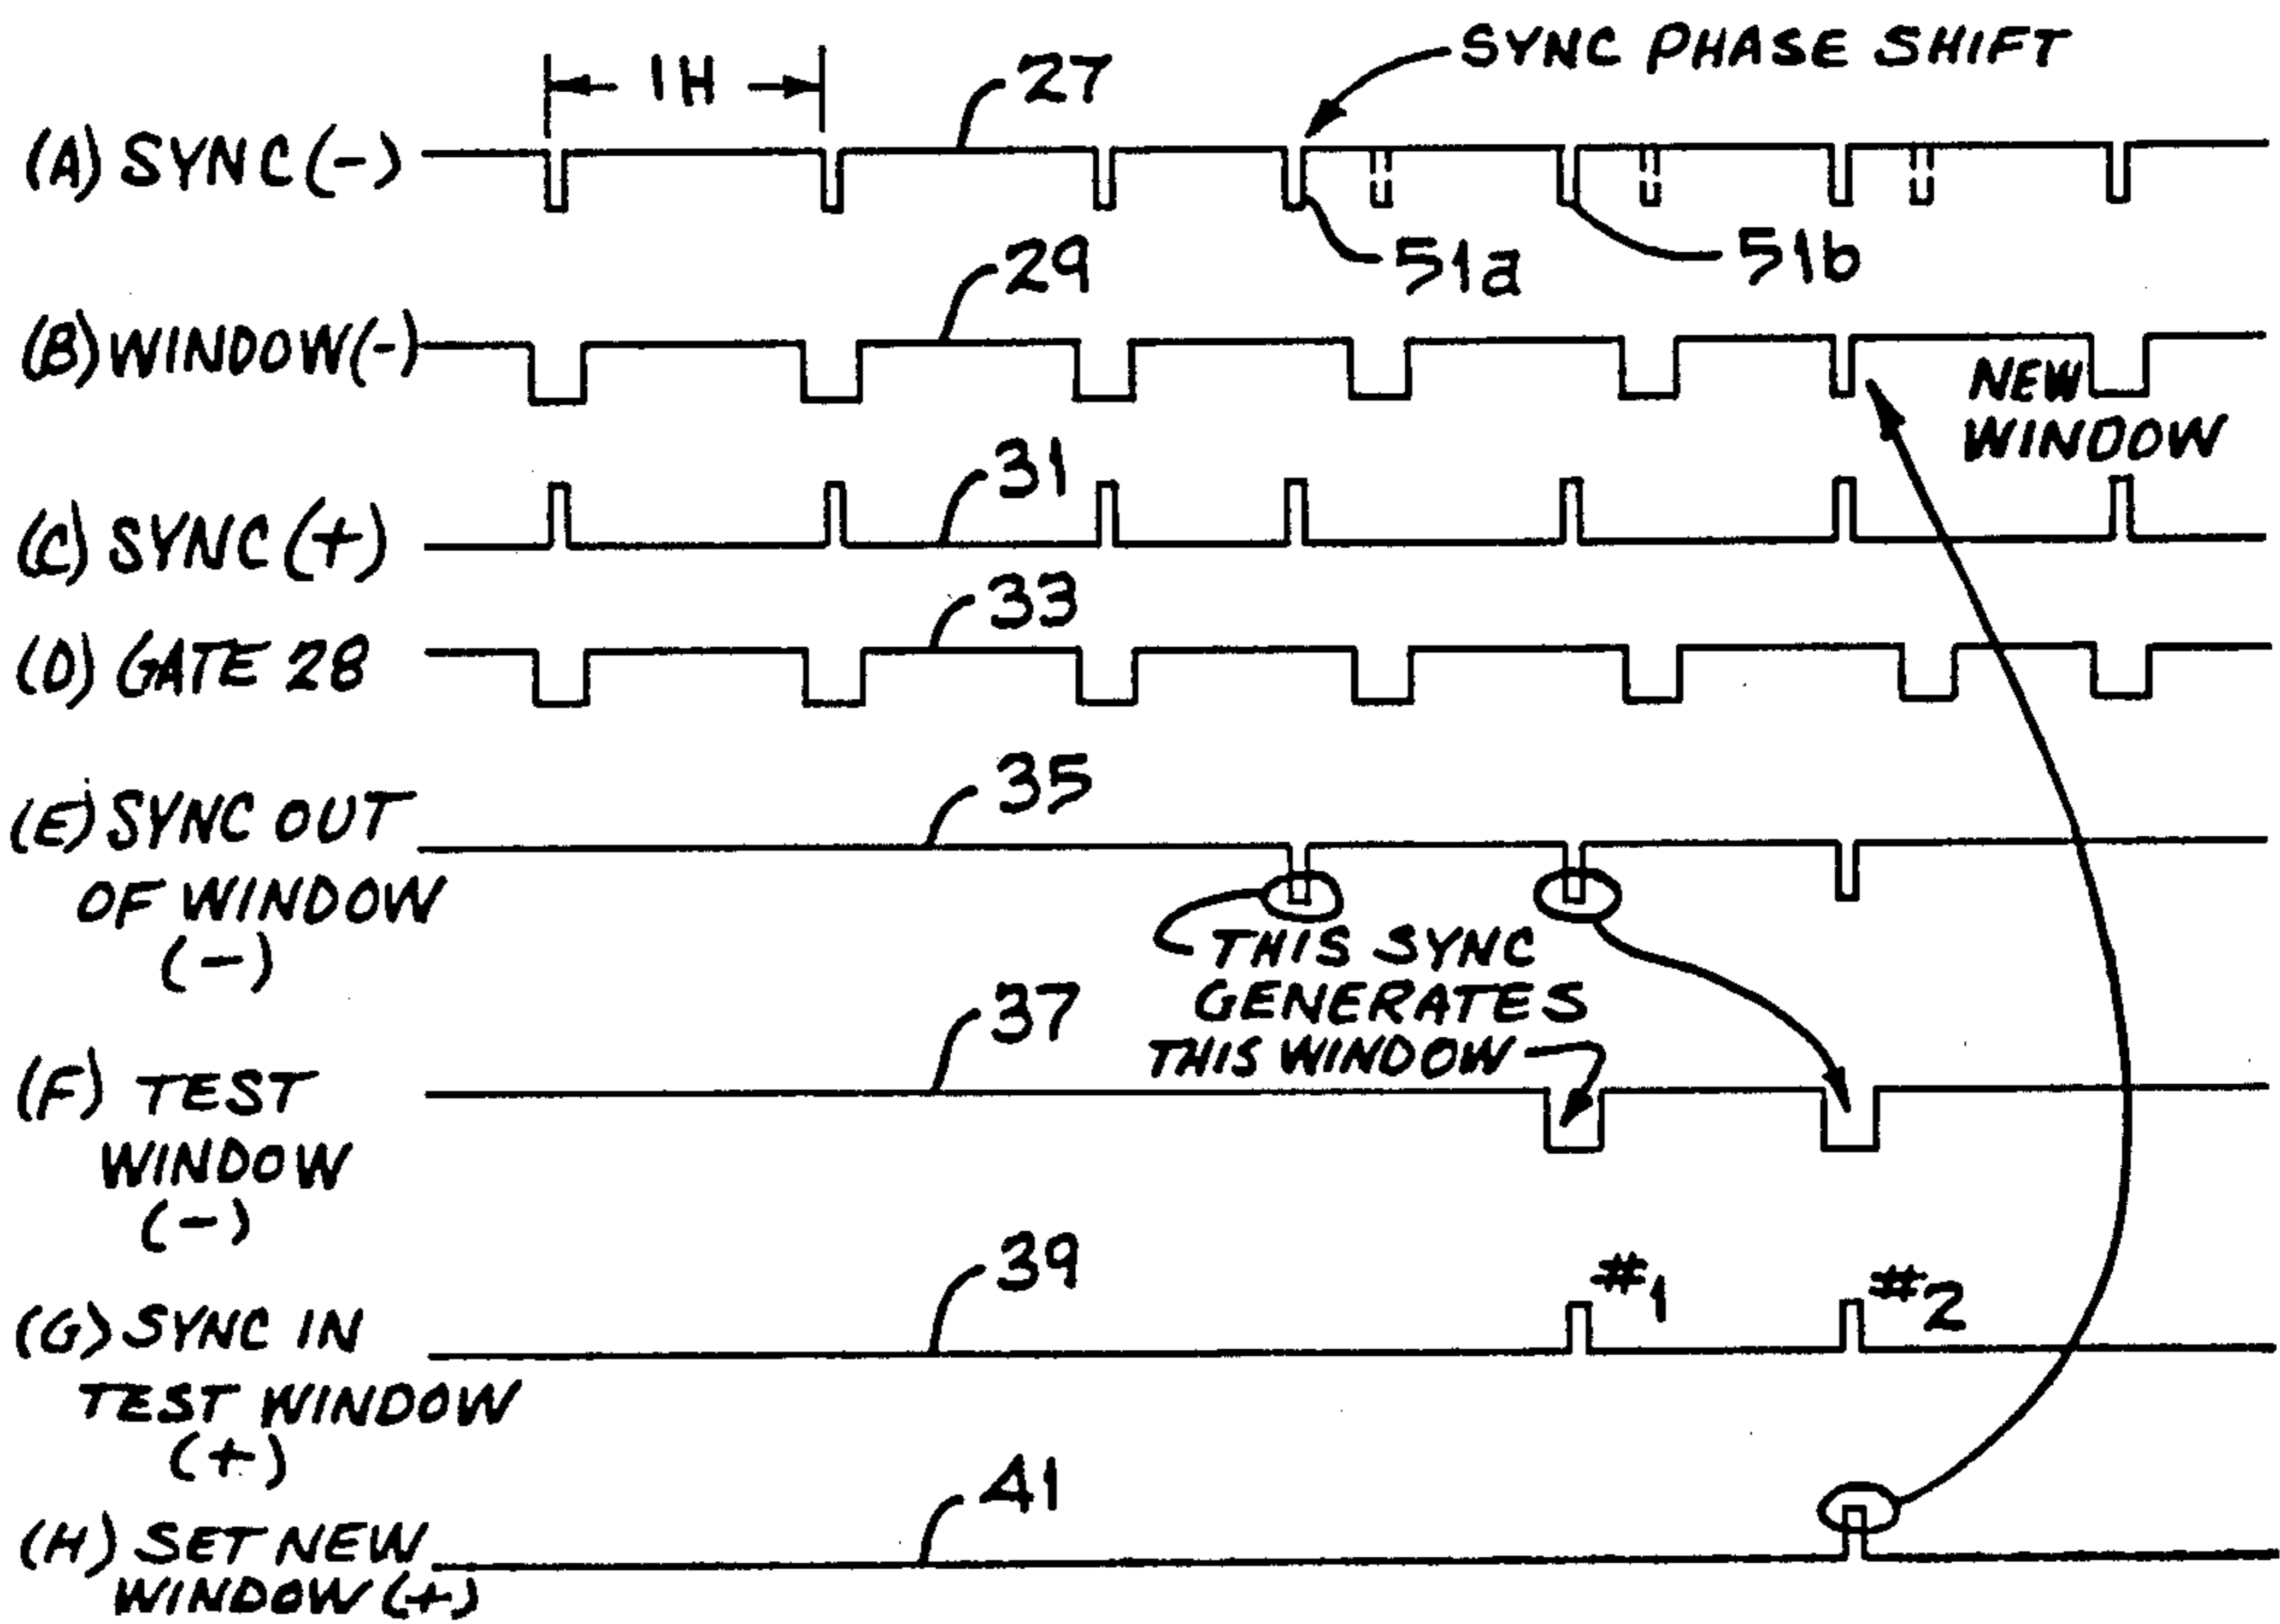 SYNC PHASE SHIFT
1H
27
(A) SYNC (-)
51a
51b
29
(B) WINDOW (-)
NEW
WINDOW
31
(C) SYNC (+)
33
(D) GATE 28
35
(E) SYNC OUT
OF WINDOW
(-)
THIS SYNC
GENERATES
THIS WINDOW
37
(F) TEST
WINDOW
(-)
39
#1
#2
(G) SYNC IN
TEST WINDOW
(+)
41
(H) SET NEW
WINDOW (+)